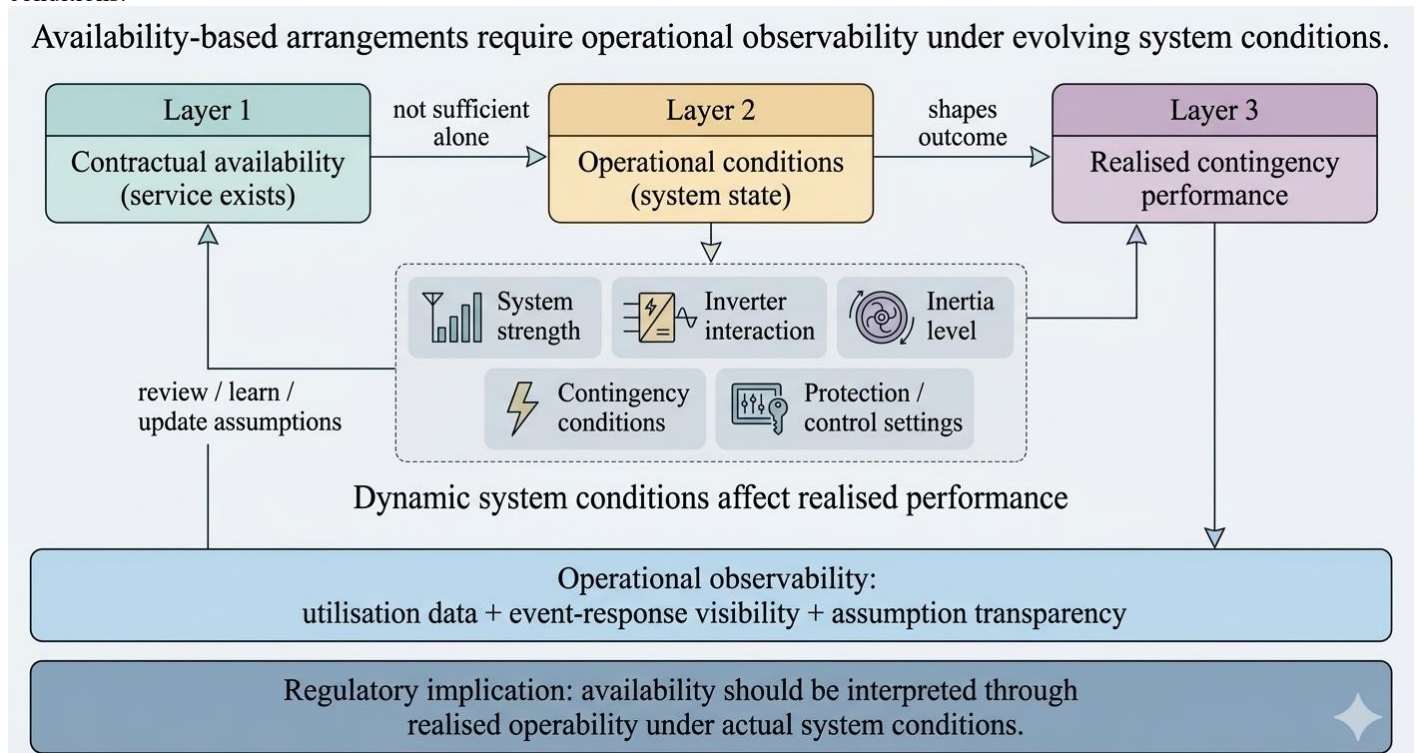 Availability-based arrangements require operational observability under evolving system conditions.
Layer 1
Contractual availability
(service exists)
not sufficient
alone
Layer 2
Operational conditions
(system state)
shapes
outcome
Layer 3
Realised contingency
performance
System
strength
Inverter
interaction
Inertia
level
Contingency
conditions
Protection /
control settings
review / learn /
update assumptions
Dynamic system conditions affect realised performance
Operational observability:
utilisation data + event-response visibility + assumption transparency
Regulatory implication: availability should be interpreted through
realised operability under actual system conditions.